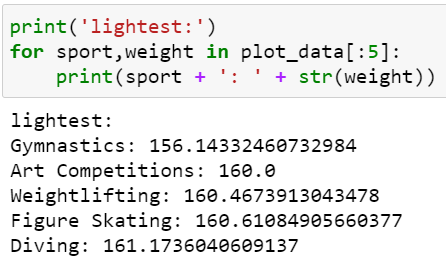 print('lightest:')
for sport,weight in plot_data[:5]:
    print(sport + ': ' + str(weight))
lightest:
Gymnastics: 156.14332460732984
Art Competitions: 160.0
Weightlifting: 160.4673913043478
Figure Skating: 160.61084905660377
Diving: 161.1736040609137